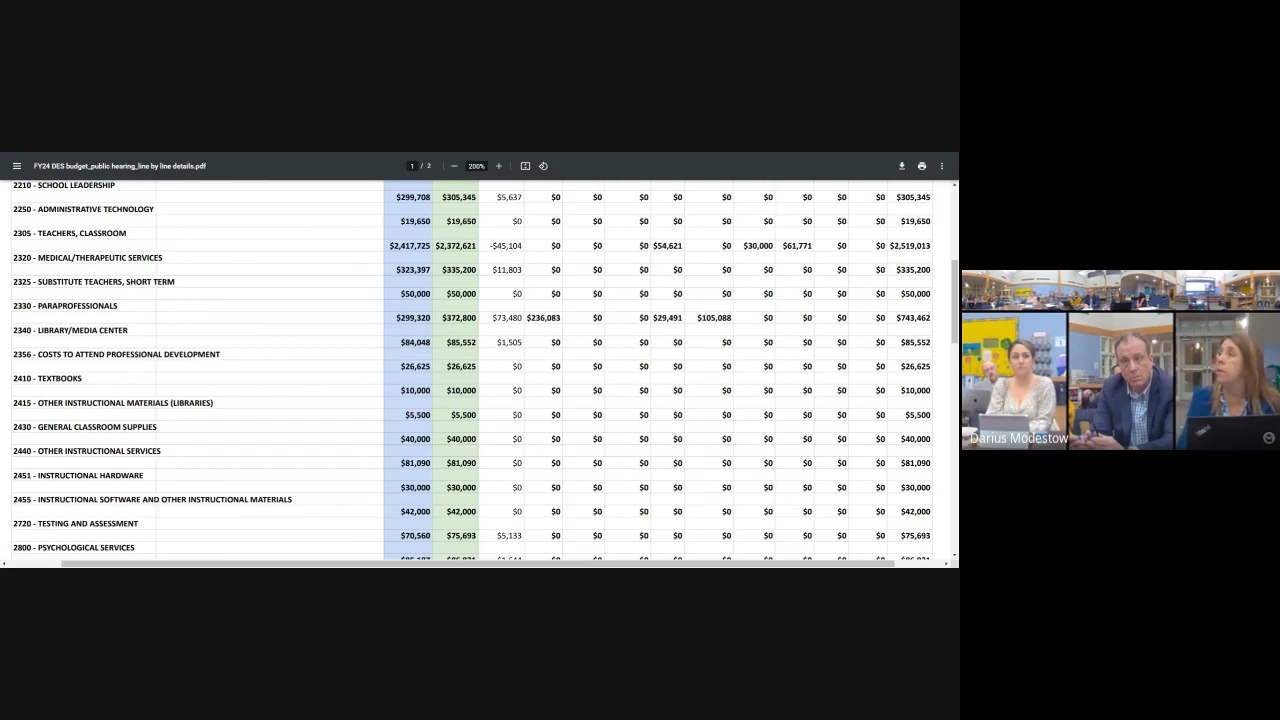 FY24 DES budget_public hearing_line by line details.pdf 1 / 2 200%
2210 - SCHOOL LEADERSHIP
$299,708 $305,345 $5,637 $0 $0 $0 $0 $0 $0 $0 $0 $0 $305,345
2250 - ADMINISTRATIVE TECHNOLOGY
$19,650 $19,650 $0 $0 $0 $0 $0 $0 $0 $0 $0 $0 $19,650
2305 - TEACHERS, CLASSROOM
$2,417,725 $2,372,621 -$45,104 $0 $0 $0 $54,621 $0 $30,000 $61,771 $0 $0 $2,519,013
2320 - MEDICAL/THERAPEUTIC SERVICES
$323,397 $335,200 $11,803 $0 $0 $0 $0 $0 $0 $0 $0 $0 $335,200
2325 - SUBSTITUTE TEACHERS, SHORT TERM
$50,000 $50,000 $0 $0 $0 $0 $0 $0 $0 $0 $0 $0 $50,000
2330 - PARAPROFESSIONALS
$299,320 $372,800 $73,480 $236,083 $0 $0 $29,491 $105,088 $0 $0 $0 $0 $743,462
2340 - LIBRARY/MEDIA CENTER
$84,048 $85,552 $1,505 $0 $0 $0 $0 $0 $0 $0 $0 $0 $85,552
2356 - COSTS TO ATTEND PROFESSIONAL DEVELOPMENT
$26,625 $26,625 $0 $0 $0 $0 $0 $0 $0 $0 $0 $0 $26,625
2410 - TEXTBOOKS
$10,000 $10,000 $0 $0 $0 $0 $0 $0 $0 $0 $0 $0 $10,000
2415 - OTHER INSTRUCTIONAL MATERIALS (LIBRARIES)
$5,500 $5,500 $0 $0 $0 $0 $0 $0 $0 $0 $0 $0 $5,500
2430 - GENERAL CLASSROOM SUPPLIES
$40,000 $40,000 $0 $0 $0 $0 $0 $0 $0 $0 $0 $0 $40,000
2440 - OTHER INSTRUCTIONAL SERVICES
$81,090 $81,090 $0 $0 $0 $0 $0 $0 $0 $0 $0 $0 $81,090
2451 - INSTRUCTIONAL HARDWARE
$30,000 $30,000 $0 $0 $0 $0 $0 $0 $0 $0 $0 $0 $30,000
2455 - INSTRUCTIONAL SOFTWARE AND OTHER INSTRUCTIONAL MATERIALS
$42,000 $42,000 $0 $0 $0 $0 $0 $0 $0 $0 $0 $0 $42,000
2720 - TESTING AND ASSESSMENT
$70,560 $75,693 $5,133 $0 $0 $0 $0 $0 $0 $0 $0 $0 $75,693
2800 - PSYCHOLOGICAL SERVICES
Darius Modestow